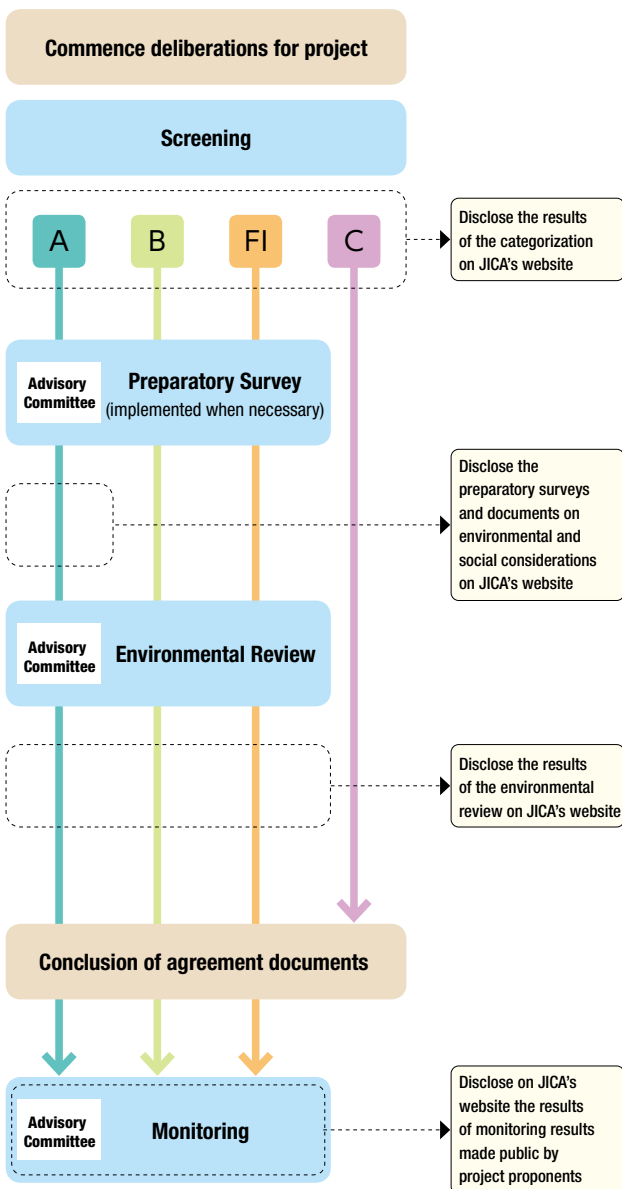 Commence deliberations for project
Screening
A
B
FI
C
Disclose the results
of the categorization
on JICA's website
Advisory
Committee
Preparatory Survey
(implemented when necessary)
Disclose the
preparatory surveys
and documents on
environmental and
social considerations
on JICA's website
Advisory
Committee
Environmental Review
Disclose the results
of the environmental
review on JICA's website
Conclusion of agreement documents
Advisory
Committee
Monitoring
Disclose on JICA's
website the results
of monitoring results
made public by
project proponents